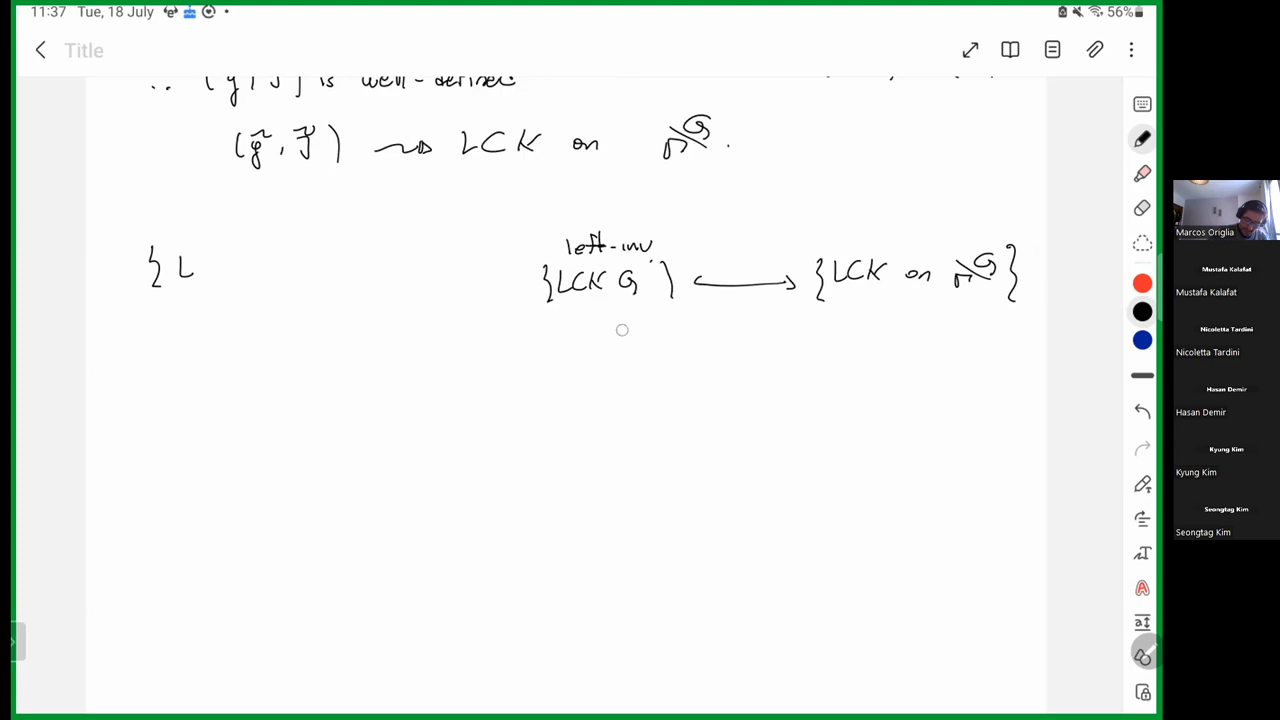 11:37 Tue, 18 July 56%
Title
∴ (g, J) is well-defined.
(g̃, J̃) ⇝ LCK on Γ\G.
left-inv.
{L {LCK G} ⟷ {LCK on Γ\G}
Marcos Origlia
Mustafa Kalafat
Mustafa Kalafat
Nicoletta Tardini
Nicoletta Tardini
Hasan Demir
Hasan Demir
Kyung Kim
Kyung Kim
Seongtag Kim
Seongtag Kim